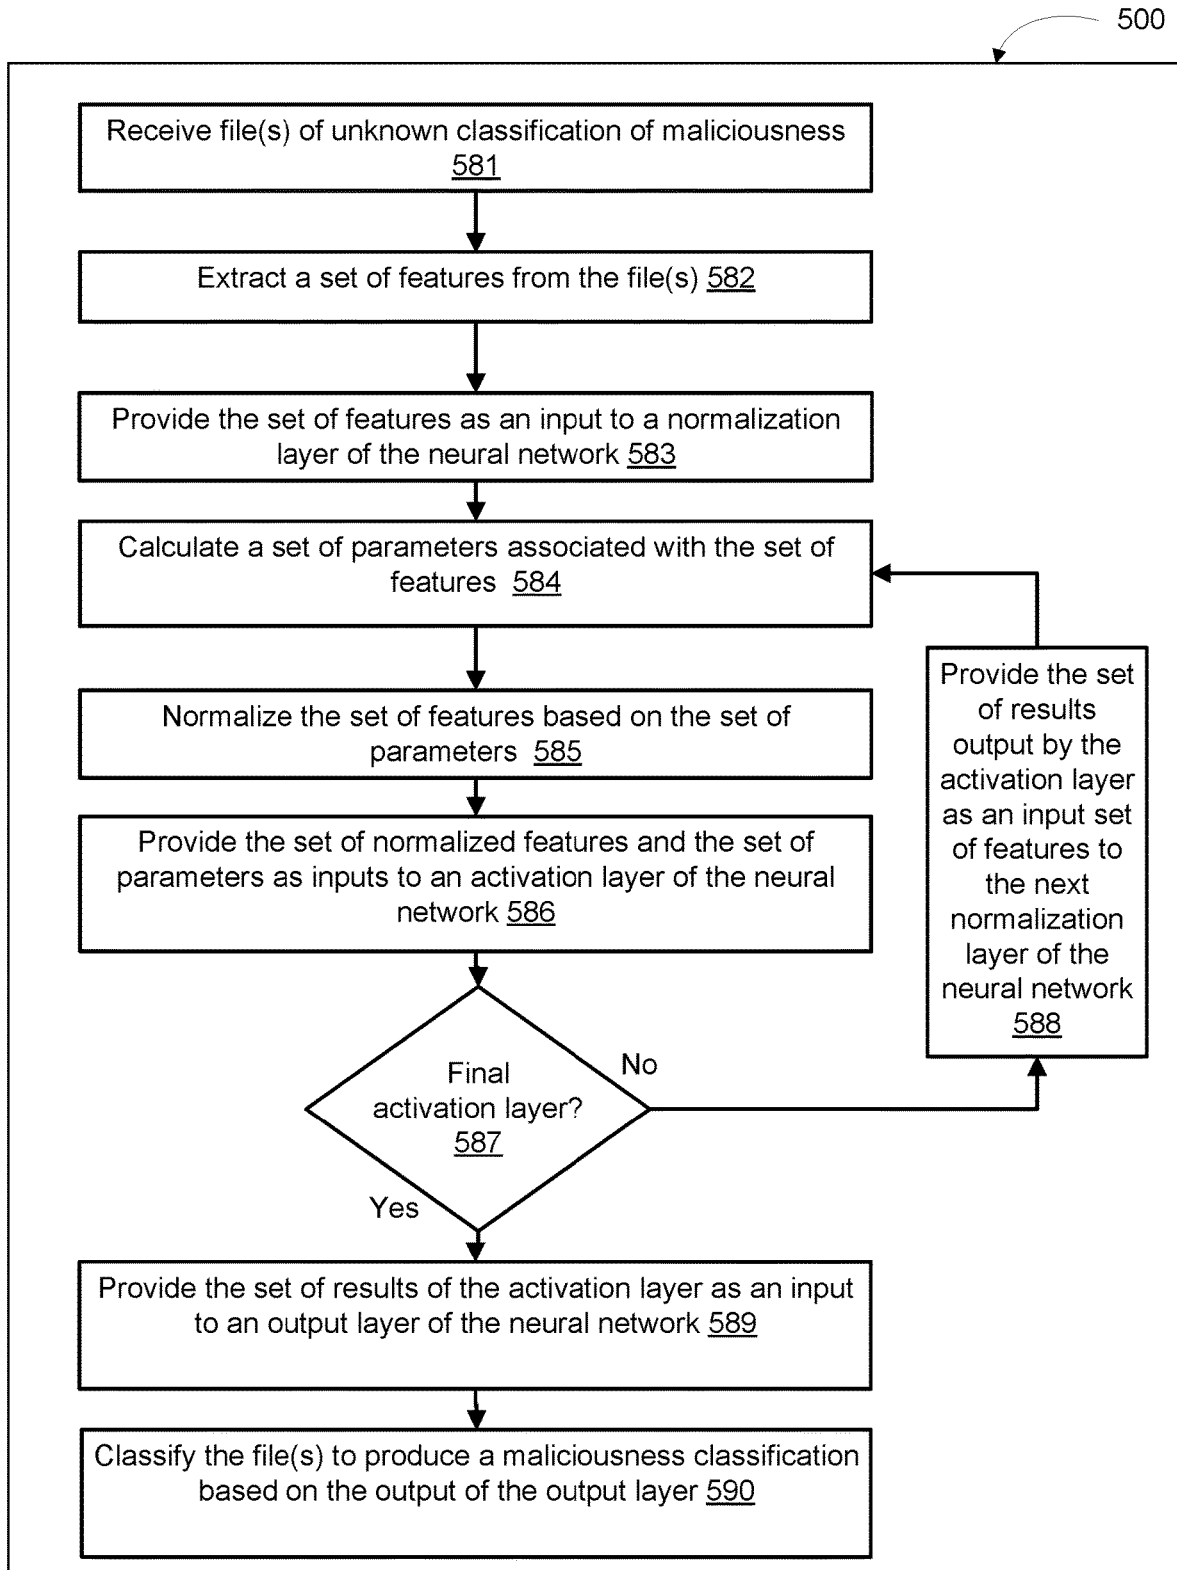 500
Receive file(s) of unknown classification of maliciousness
581
Extract a set of features from the file(s) 582
Provide the set of features as an input to a normalization
layer of the neural network 583
Calculate a set of parameters associated with the set of
features 584
Normalize the set of features based on the set of
parameters 585
Provide the set of normalized features and the set of
parameters as inputs to an activation layer of the neural
network 586
Final
activation layer?
587
No
Yes
Provide the set
of results
output by the
activation layer
as an input set
of features to
the next
normalization
layer of the
neural network
588
Provide the set of results of the activation layer as an input
to an output layer of the neural network 589
Classify the file(s) to produce a maliciousness classification
based on the output of the output layer 590